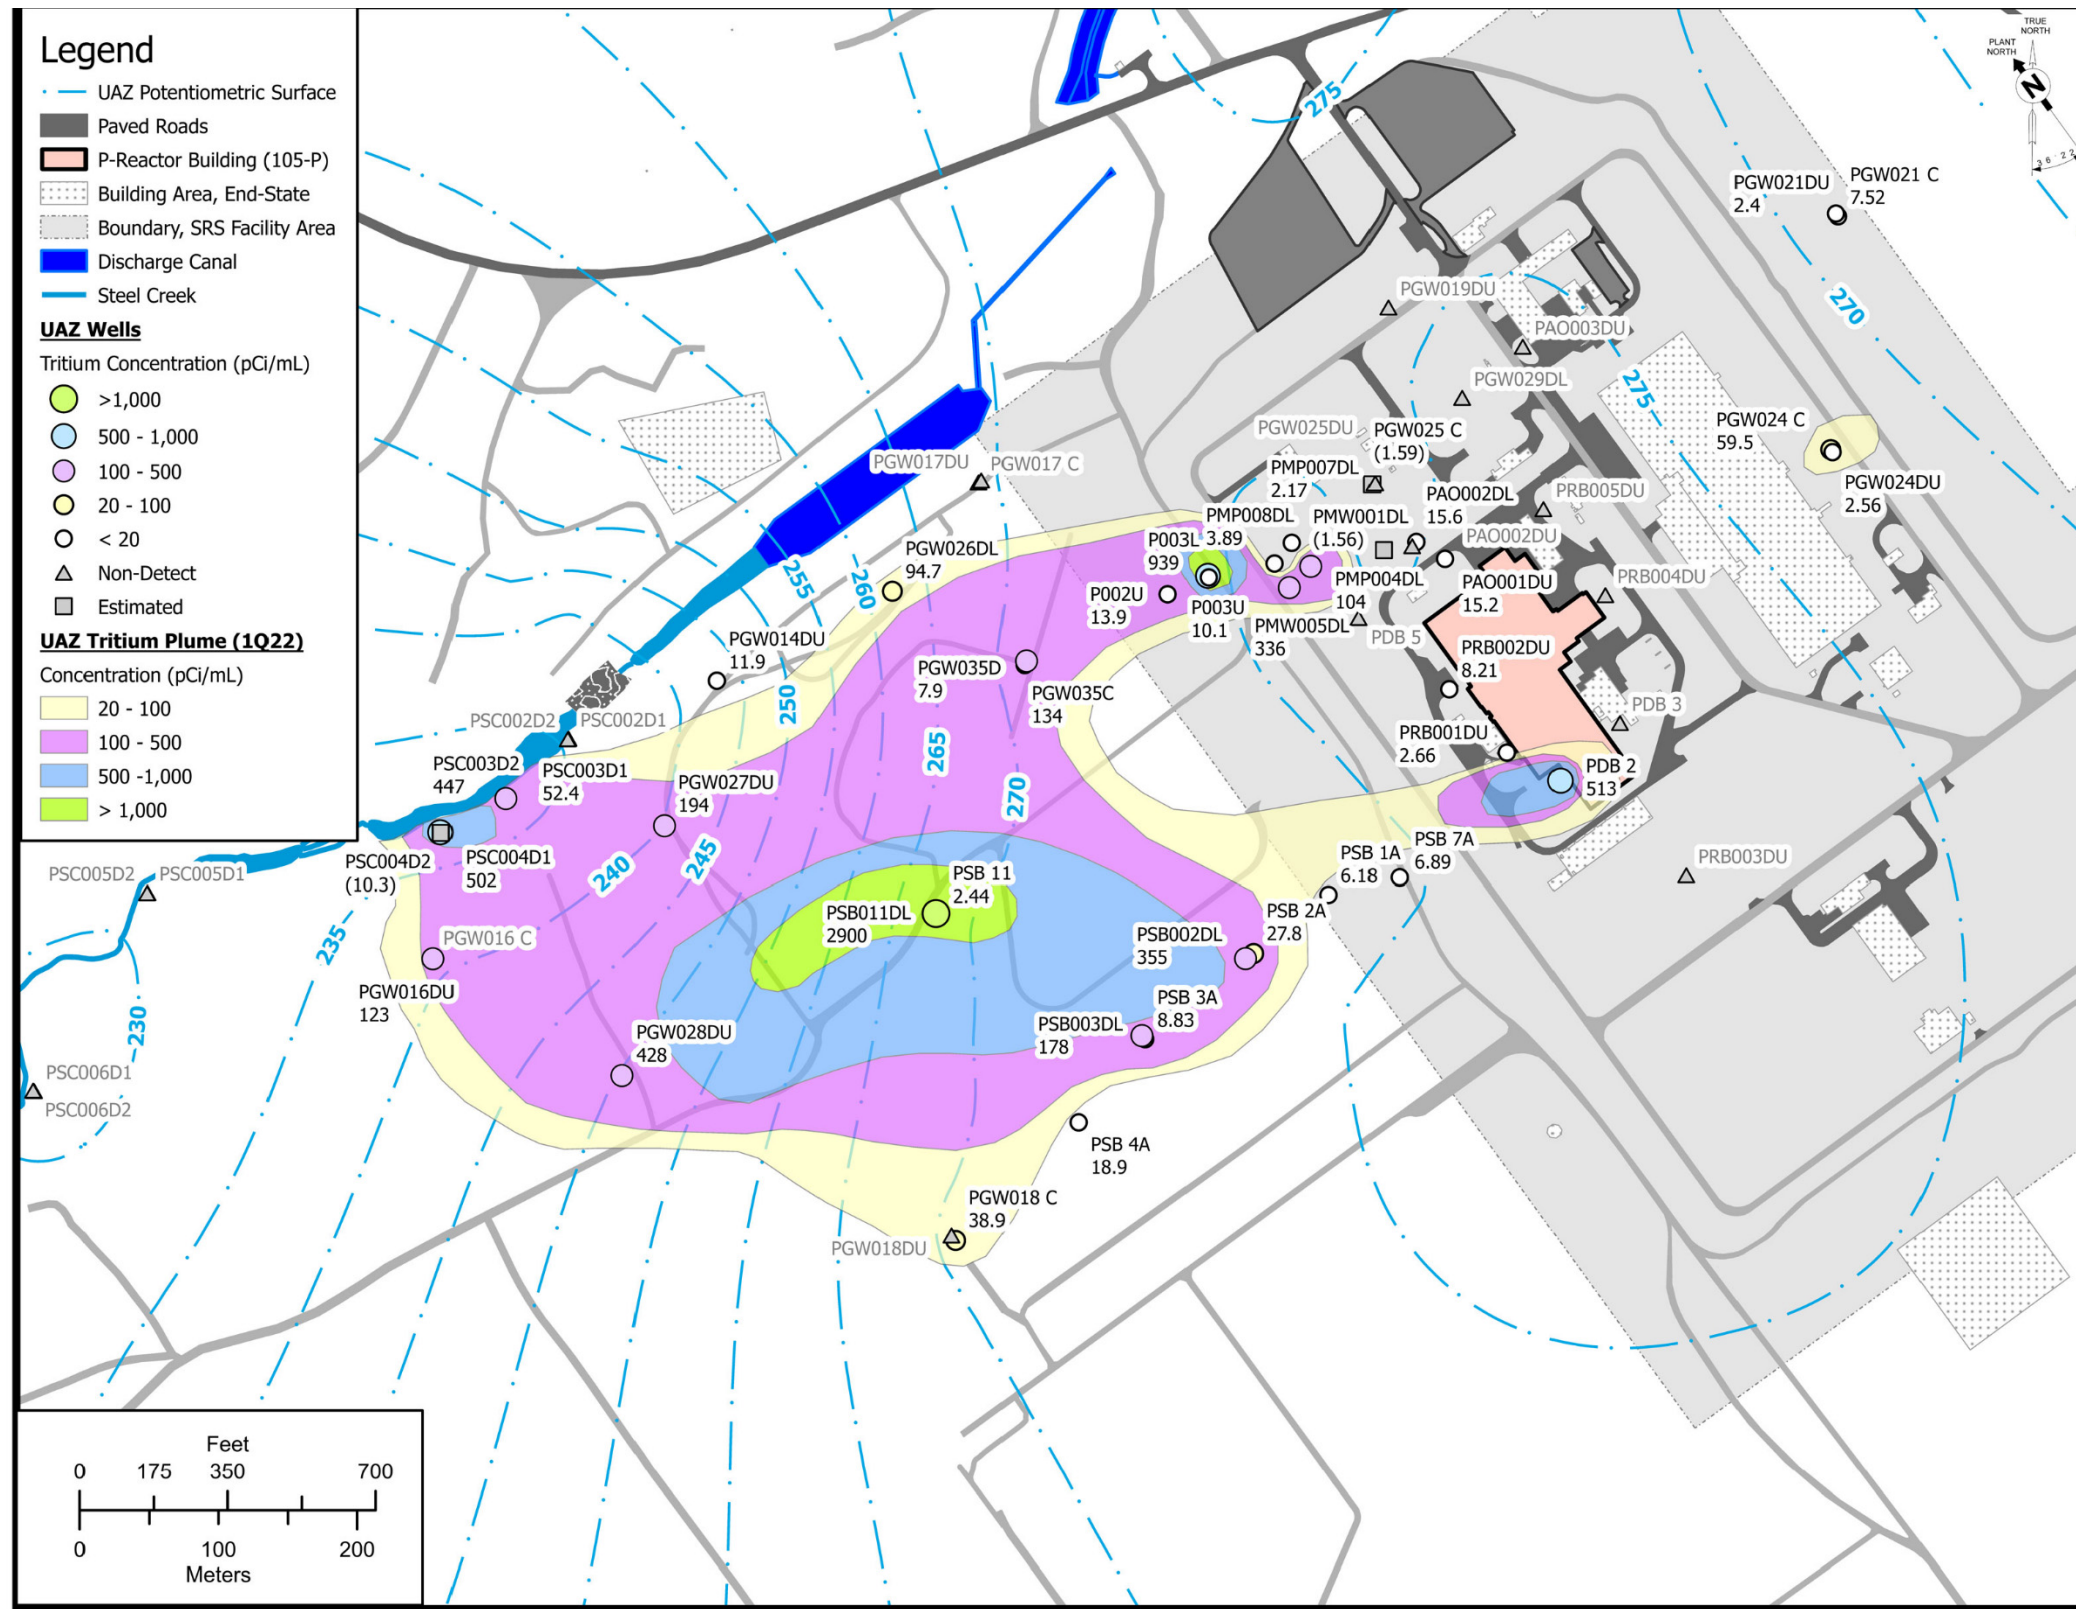 Legend
UAZ Potentiometric Surface
Paved Roads
P-Reactor Building (105-P)
Building Area, End-State
Boundary, SRS Facility Area
Discharge Canal
Steel Creek
UAZ Wells
Tritium Concentration (pCi/mL)
>1,000
500 - 1,000
100 - 500
20 - 100
< 20
Non-Detect
Estimated
UAZ Tritium Plume (1Q22)
Concentration (pCi/mL)
20 - 100
100 - 500
500 -1,000
> 1,000
TRUE
NORTH
PLANT
NORTH
N
275
PGW021DU
2.4
PGW021 C
7.52
270
PGW019DU
PAO003DU
PGW029DL
275
PGW024 C
59.5
PGW024DU
2.56
PGW025DU
PGW025 C
(1.59)
PGW017DU
PGW017 C
PMP007DL
2.17
PAO002DL
15.6
PRB005DU
PMP008DL
3.89
PMW001DL
(1.56)
P003L
939
PAO002DU
PGW026DL
94.7
255
260
P002U
13.9
P003U
10.1
PMP004DL
104
PAO001DU
15.2
PRB004DU
PMW005DL
336
PDB 5
PGW014DU
11.9
PRB002DU
8.21
PGW035D
7.9
PGW035C
134
250
265
270
PSC002D2
PSC002D1
PDB 3
PRB001DU
2.66
PSC003D2
447
PSC003D1
52.4
PGW027DU
194
PDB 2
513
PSC004D2
(10.3)
PSC004D1
502
240
245
PSB 1A
6.18
PSB 7A
6.89
PRB003DU
PSC005D2
PSC005D1
PSB 11
2.44
PSB011DL
2900
PSB 2A
27.8
PSB002DL
355
235
PGW016 C
PGW016DU
123
230
PSB 3A
8.83
PSB003DL
178
PGW028DU
428
PSC006D1
PSC006D2
PSB 4A
18.9
PGW018 C
38.9
PGW018DU
Feet
0 175 350 700
0 100 200
Meters